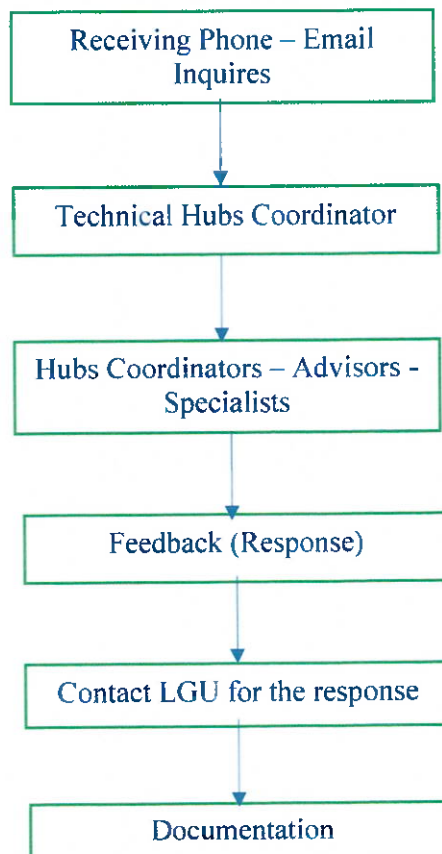 Receiving Phone – Email
Inquires
Technical Hubs Coordinator
Hubs Coordinators – Advisors -
Specialists
Feedback (Response)
Contact LGU for the response
Documentation